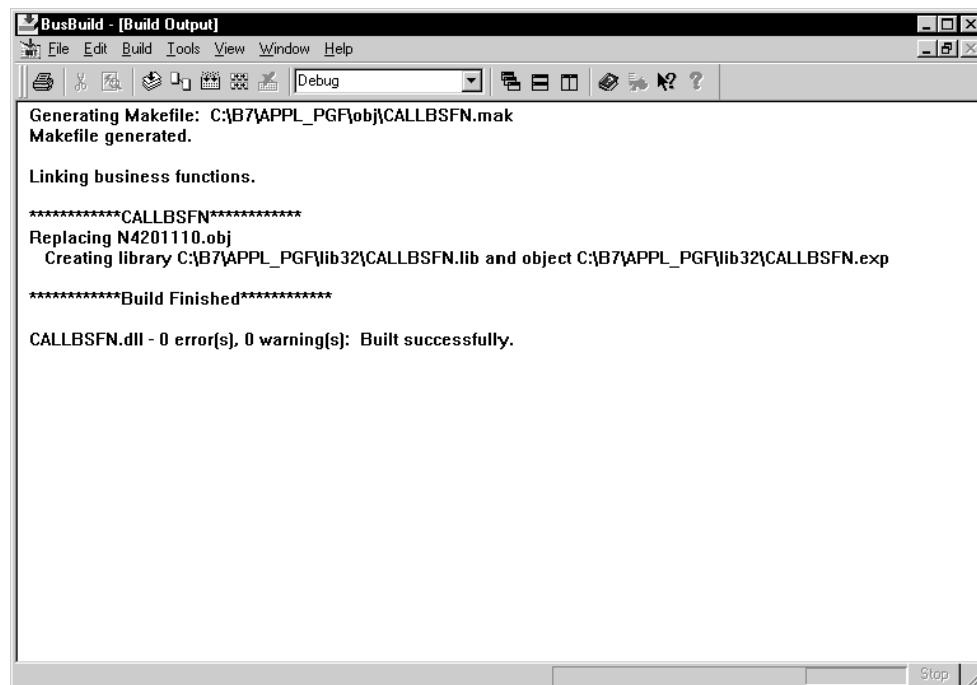 BusBuild - [Build Output]
File Edit Build Tools View Window Help
Debug
Generating Makefile: C:\B7\APPL_PGF\obj\CALLBSFN.mak
Makefile generated.
Linking business functions.
************CALLBSFN************
Replacing N4201110.obj
Creating library C:\B7\APPL_PGF\lib32\CALLBSFN.lib and object C:\B7\APPL_PGF\lib32\CALLBSFN.exp
************Build Finished************
CALLBSFN.dll - 0 error(s), 0 warning(s): Built successfully.
Stop